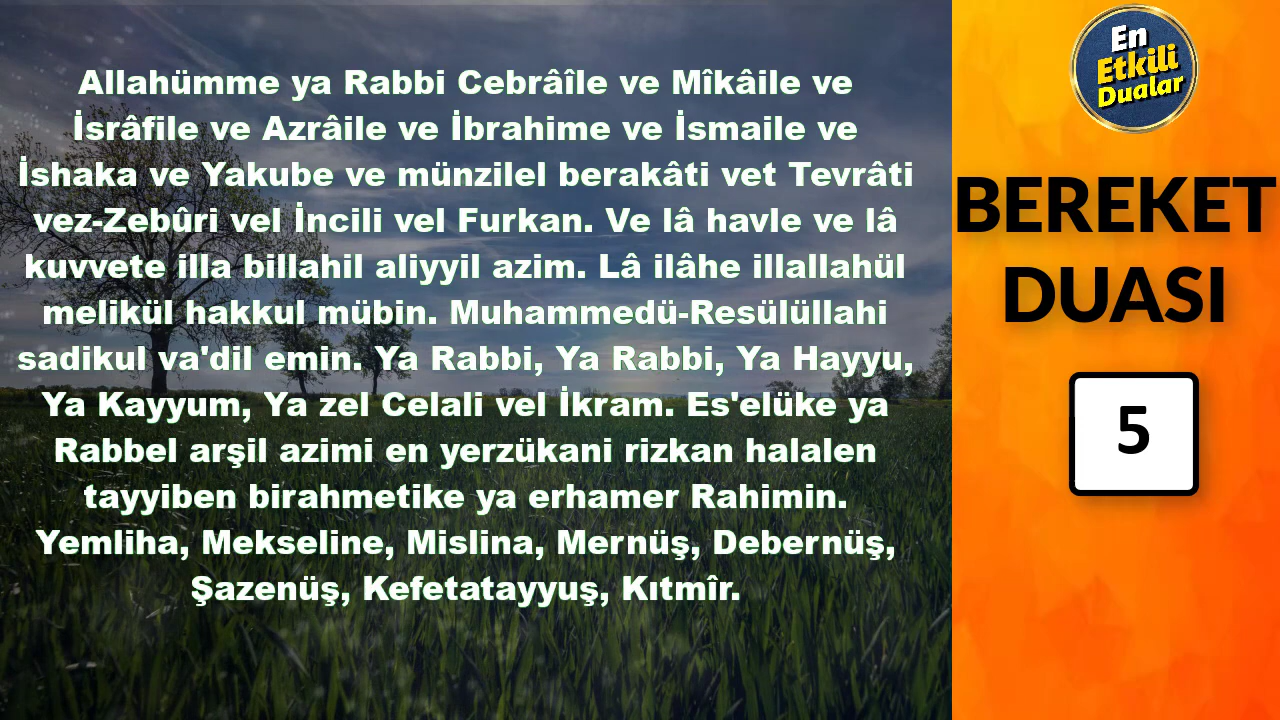 Allahümme ya Rabbi Cebrâîle ve Mîkâile ve
İsrâfile ve Azrâile ve İbrahime ve İsmaile ve
İshaka ve Yakube ve münzilel berakâti vet Tevrâti
vez-Zebûri vel İncili vel Furkan. Ve lâ havle ve lâ
kuvvete illa billahil aliyyil azim. Lâ ilâhe illallahül
melikül hakkul mübin. Muhammedü-Resülüllahi
sadikul va'dil emin. Ya Rabbi, Ya Rabbi, Ya Hayyu,
Ya Kayyum, Ya zel Celali vel İkram. Es'elüke ya
Rabbel arşil azimi en yerzükani rizkan halalen
tayyiben birahmetike ya erhamer Rahimin.
Yemliha, Mekseline, Mislina, Mernüş, Debernüş,
Şazenüş, Kefetatayyuş, Kıtmîr.
En
Etkili
Dualar
BEREKET
DUASI
5